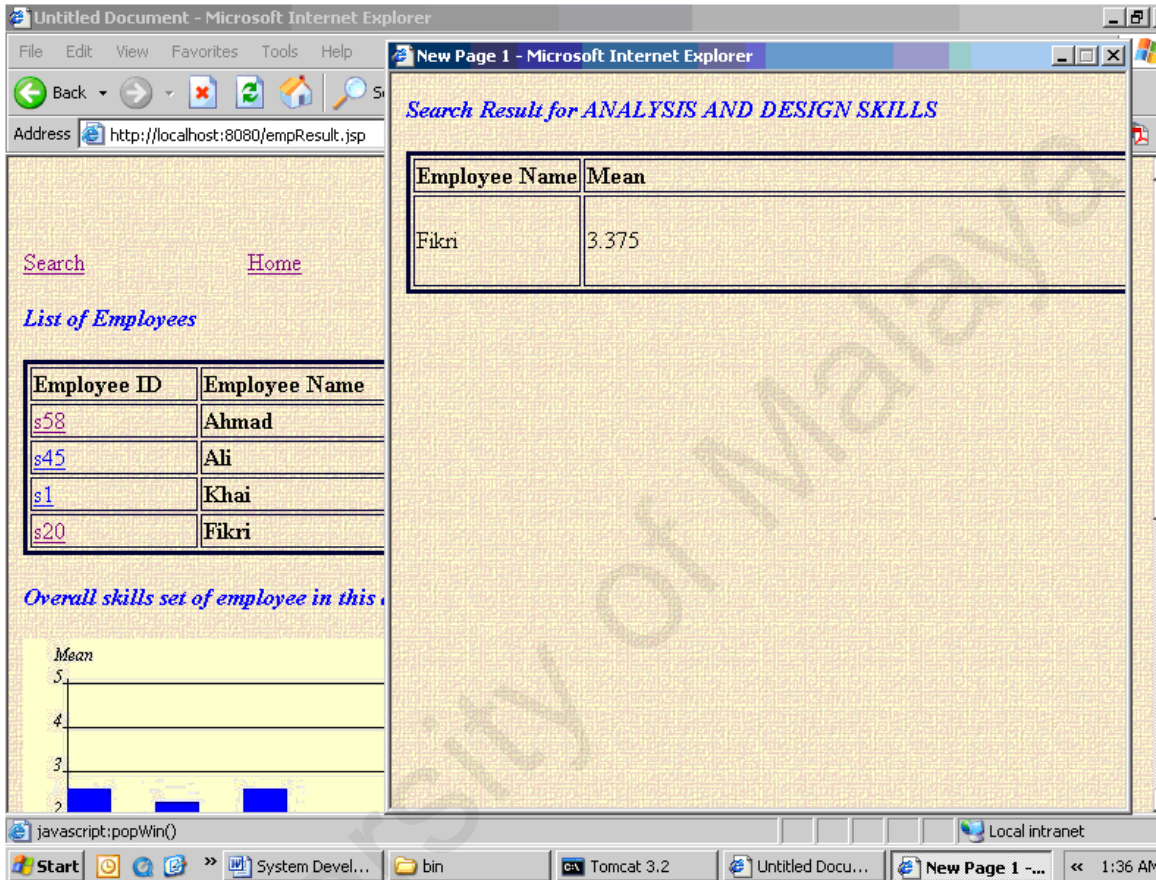 Untitled Document - Microsoft Internet Explorer
File Edit View Favorites Tools Help
Back
Address http://localhost:8080/empResult.jsp
Search Home
List of Employees
Employee ID Employee Name
s58 Ahmad
s45 Ali
s1 Khai
s20 Fikri
Overall skills set of employee in this
Mean
5
4
3
2
New Page 1 - Microsoft Internet Explorer
Search Result for ANALYSIS AND DESIGN SKILLS
Employee Name Mean
Fikri 3.375
javascript:popWin() Local intranet
Start » System Devel... bin Tomcat 3.2 Untitled Docu... New Page 1 -... « 1:36 AM
rsity of Malaya